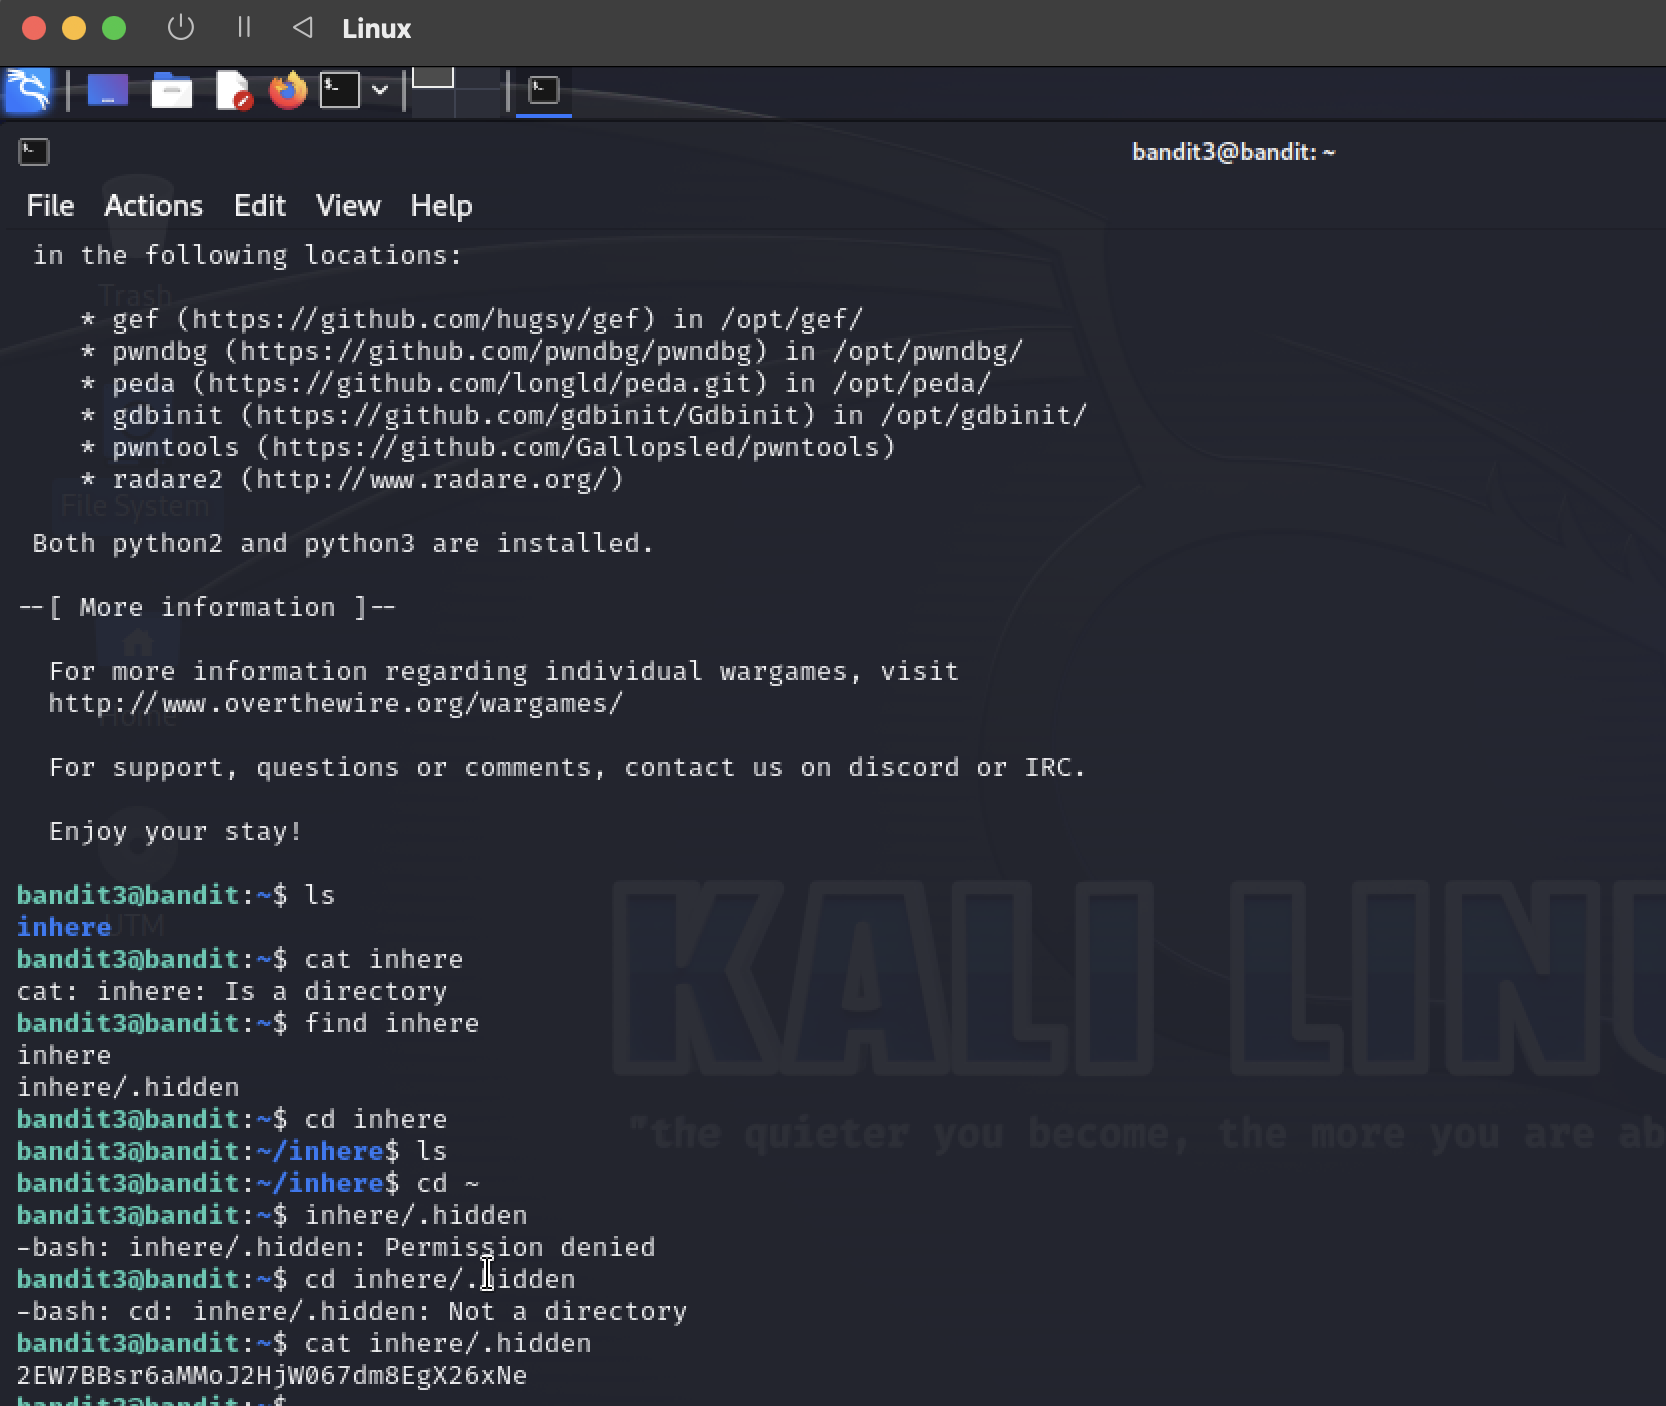 Linux
bandit3@bandit: ~
File Actions Edit View Help
in the following locations:
Trash
* gef (https://github.com/hugsy/gef) in /opt/gef/
* pwndbg (https://github.com/pwndbg/pwndbg) in /opt/pwndbg/
* peda (https://github.com/longld/peda.git) in /opt/peda/
* gdbinit (https://github.com/gdbinit/Gdbinit) in /opt/gdbinit/
* pwntools (https://github.com/Gallopsled/pwntools)
* radare2 (http://www.radare.org/)
File System
Both python2 and python3 are installed.
--[ More information ]--
For more information regarding individual wargames, visit
http://www.overthewire.org/wargames/
Home
For support, questions or comments, contact us on discord or IRC.
Enjoy your stay!
bandit3@bandit:~$ ls
inhere
UTM
bandit3@bandit:~$ cat inhere
cat: inhere: Is a directory
bandit3@bandit:~$ find inhere
inhere
inhere/.hidden
bandit3@bandit:~$ cd inhere
bandit3@bandit:~/inhere$ ls
bandit3@bandit:~/inhere$ cd ~
bandit3@bandit:~$ inhere/.hidden
-bash: inhere/.hidden: Permission denied
bandit3@bandit:~$ cd inhere/.hidden
-bash: cd: inhere/.hidden: Not a directory
bandit3@bandit:~$ cat inhere/.hidden
2EW7BBsr6aMMoJ2HjW067dm8EgX26xNe
bandit3@bandit:~$
KALI LINU
"the quieter you become, the more you are ab